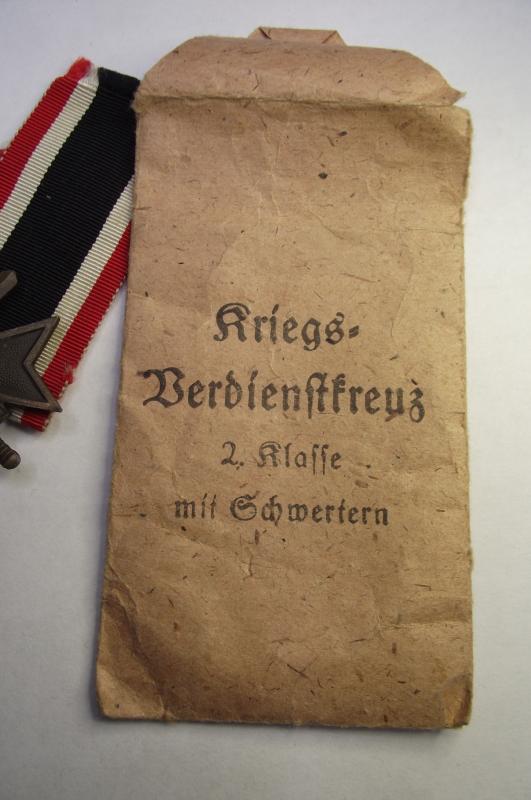 Kriegs-
Verdienstkreuz
2. Klasse
mit Schwertern